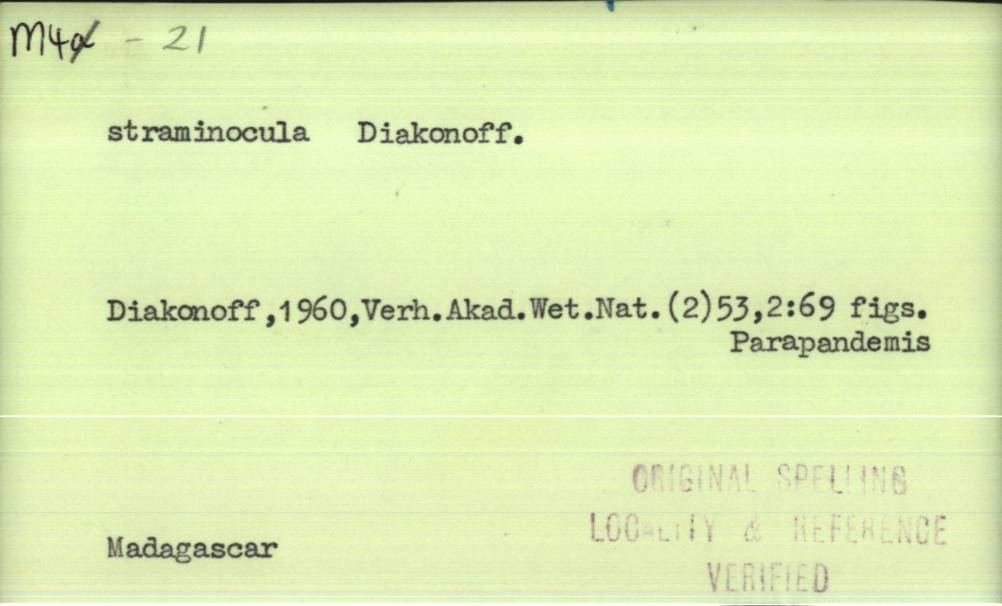 M4α - 21
straminocula Diakonoff.
Diakonoff,1960,Verh.Akad.Wet.Nat.(2)53,2:69 figs.
Parapandemis
Madagascar
ORIGINAL SPELLING
LOCALITY & REFERENCE
VERIFIED